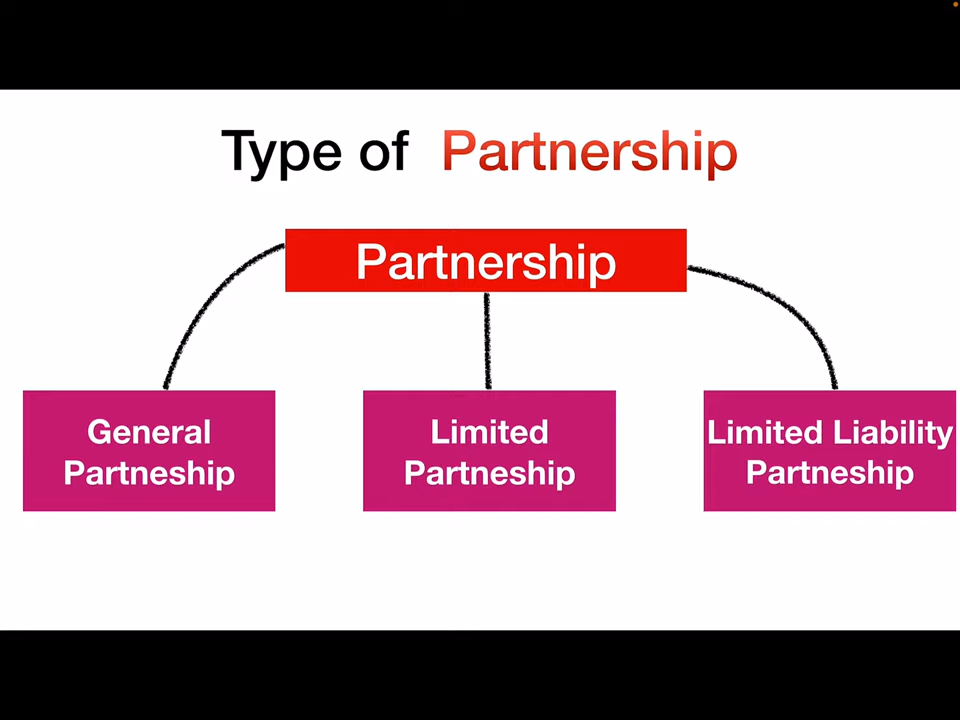 Type of Partnership
Partnership
General
Partneship
Limited
Partneship
Limited Liability
Partneship